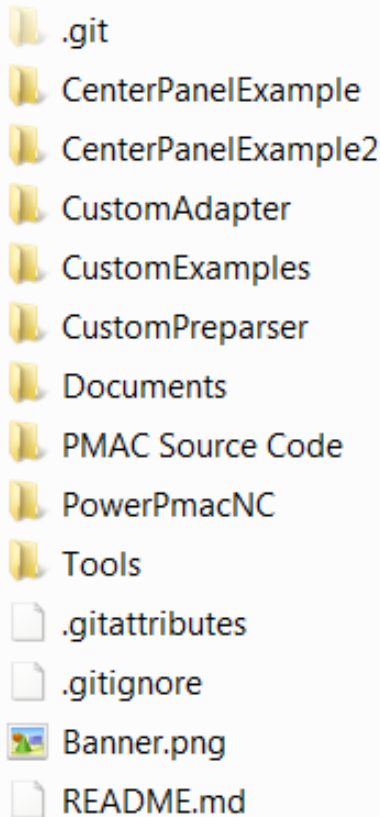 .git
CenterPanelExample
CenterPanelExample2
CustomAdapter
CustomExamples
CustomPreparser
Documents
PMAC Source Code
PowerPmacNC
Tools
.gitattributes
.gitignore
Banner.png
README.md